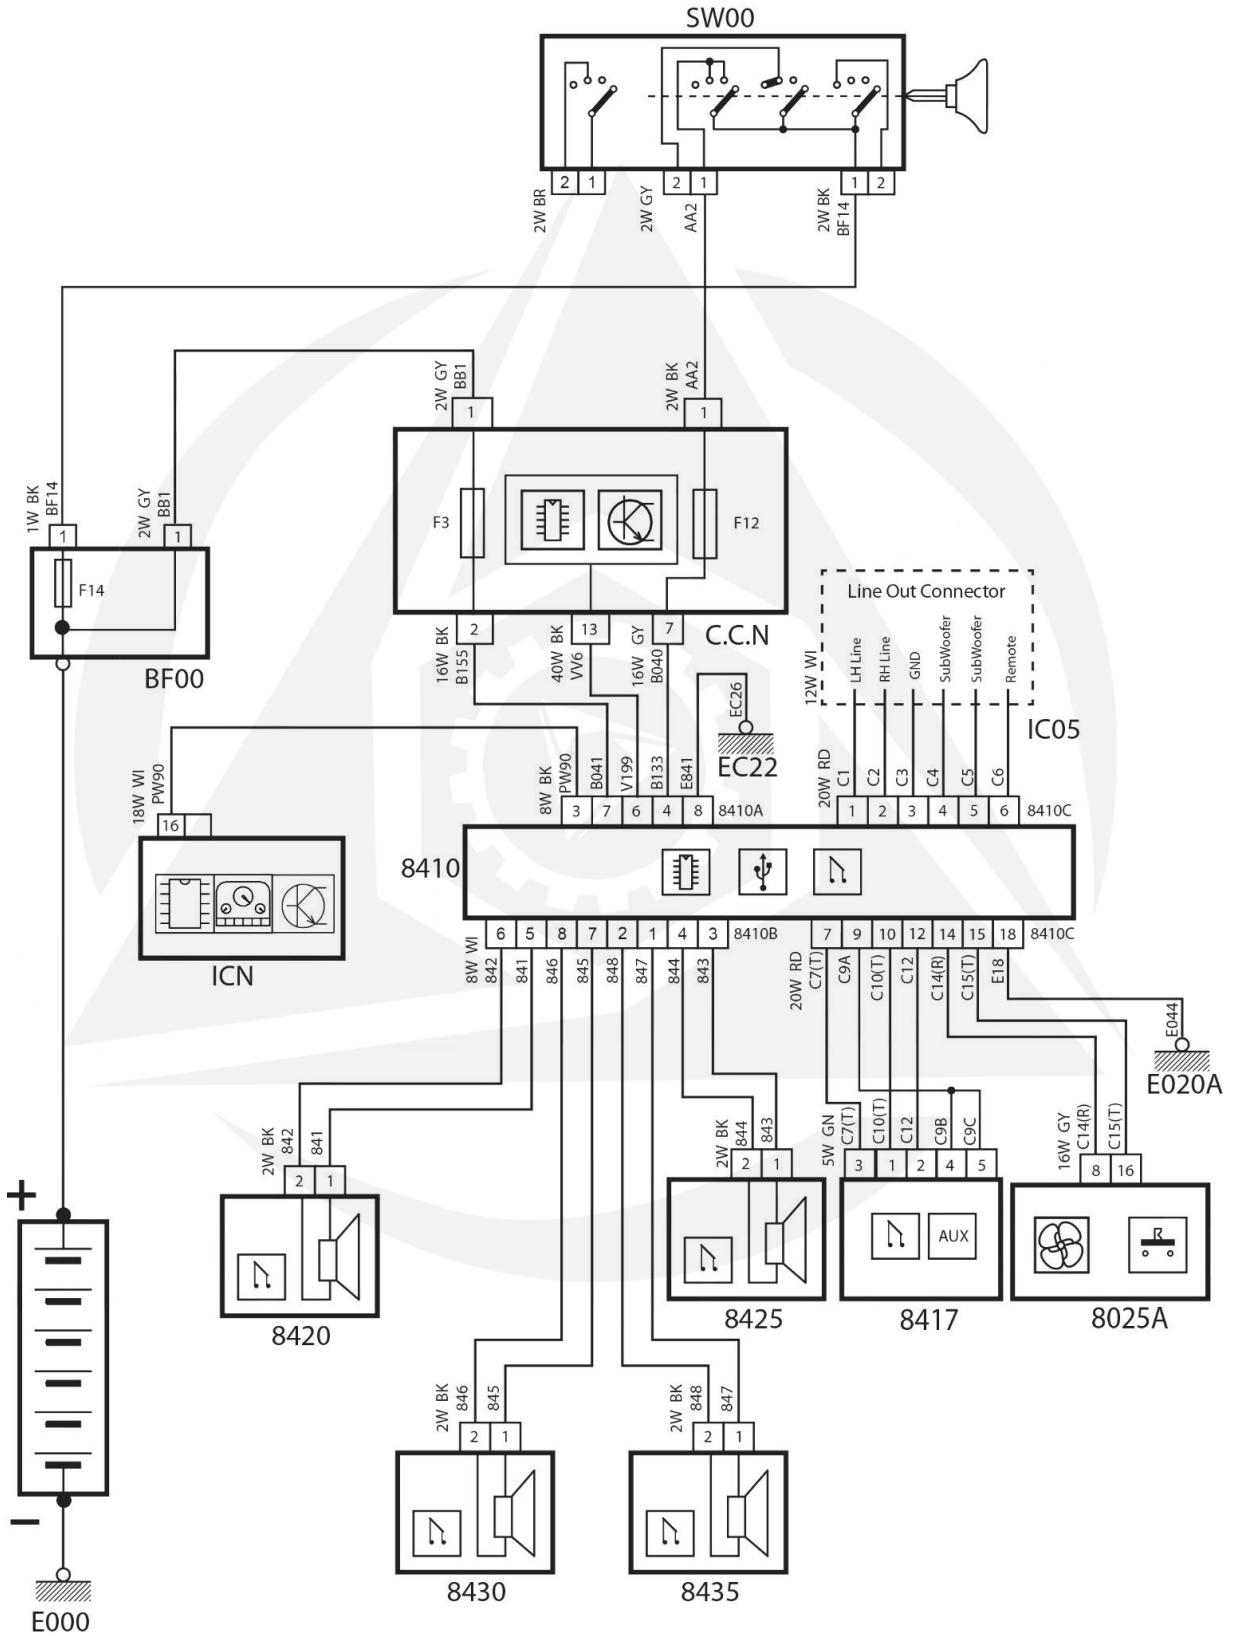 SW00
2 1 2 1 1 2
2W BR
2W GY
AA2
2W BK
BF14
2W GY
BB1
2W BK
AA2
1 1
1W BK
BF14
2W GY
BB1
1 1
F14
BF00
F3
F12
2 13 7
C.C.N
16W BK
B155
40W BK
VV6
16W GY
B040
EC26
EC22
Line Out Connector
LH Line
RH Line
GND
SubWoofer
SubWoofer
Remote
12W WI
IC05
18W WI
PW90
16
ICN
8W BK
PW90
B041
V199
B133
E841
3 7 6 4 8 8410A
20W RD
C1
C2
C3
C4
C5
C6
1 2 3 4 5 6 8410C
8410
6 5 8 7 2 1 4 3 8410B
7 9 10 12 14 15 18 8410C
8W WI
842
841
846
845
848
847
844
843
20W RD
C7(T)
C9A
C10(T)
C12
C14(R)
C15(T)
E18
E044
E020A
2W BK
842
841
2 1
8420
2W BK
844
843
2 1
8425
5W GN
C7(T)
C10(T)
C12
C9B
C9C
3 1 2 4 5
AUX
8417
16W GY
C14(R)
C15(T)
8 16
8025A
2W BK
846
845
2 1
8430
2W BK
848
847
2 1
8435
+
−
E000